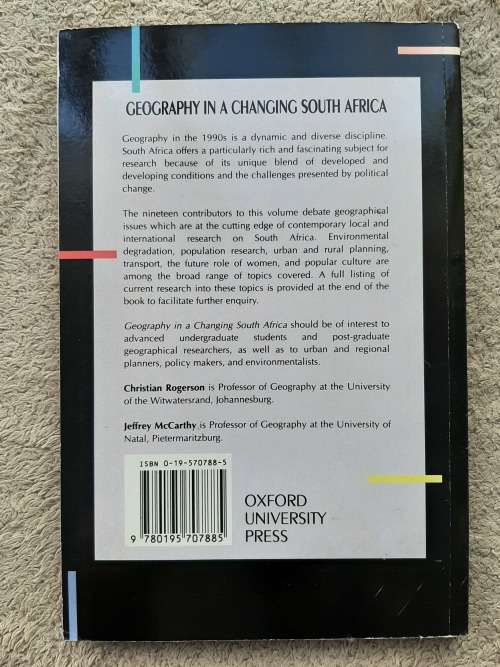 GEOGRAPHY IN A CHANGING SOUTH AFRICA
Geography in the 1990s is a dynamic and diverse discipline.
South Africa offers a particularly rich and fascinating subject for
research because of its unique blend of developed and
developing conditions and the challenges presented by political
change.
The nineteen contributors to this volume debate geographical
issues which are at the cutting edge of contemporary local and
international research on South Africa. Environmental
degradation, population research, urban and rural planning,
transport, the future role of women, and popular culture are
among the broad range of topics covered. A full listing of
current research into these topics is provided at the end of the
book to facilitate further enquiry.
Geography in a Changing South Africa should be of interest to
advanced undergraduate students and post-graduate
geographical researchers, as well as to urban and regional
planners, policy makers, and environmentalists.
Christian Rogerson is Professor of Geography at the University
of the Witwatersrand, Johannesburg.
Jeffrey McCarthy is Professor of Geography at the University of
Natal, Pietermaritzburg.
ISBN 0-19-570788-5
9 780195 707885
OXFORD
UNIVERSITY
PRESS